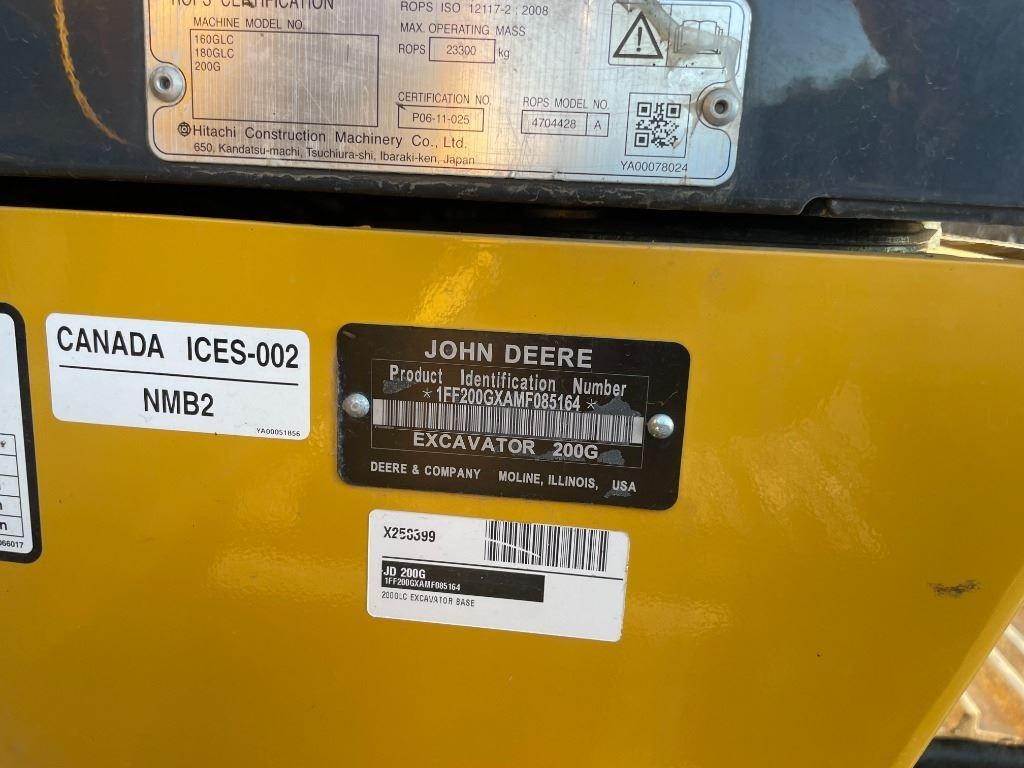 ROPS CERTIFICATION
ROPS ISO 12117-2 : 2008
MACHINE MODEL NO.
160GLC
180GLC
200G
MAX. OPERATING MASS
ROPS 23300 kg
CERTIFICATION NO.
P06-11-025
ROPS MODEL NO.
4704428 A
Hitachi Construction Machinery Co., Ltd.
650, Kandatsu-machi, Tsuchiura-shi, Ibaraki-ken, Japan
YA00078024
CANADA ICES-002
NMB2
YA00051856
JOHN DEERE
Product Identification Number
*1FF200GXAMF085164*
EXCAVATOR 200G
DEERE & COMPANY MOLINE, ILLINOIS, USA
n
066017
JD 200G
1FF200GXAMF085164
EXCAVATOR BASE